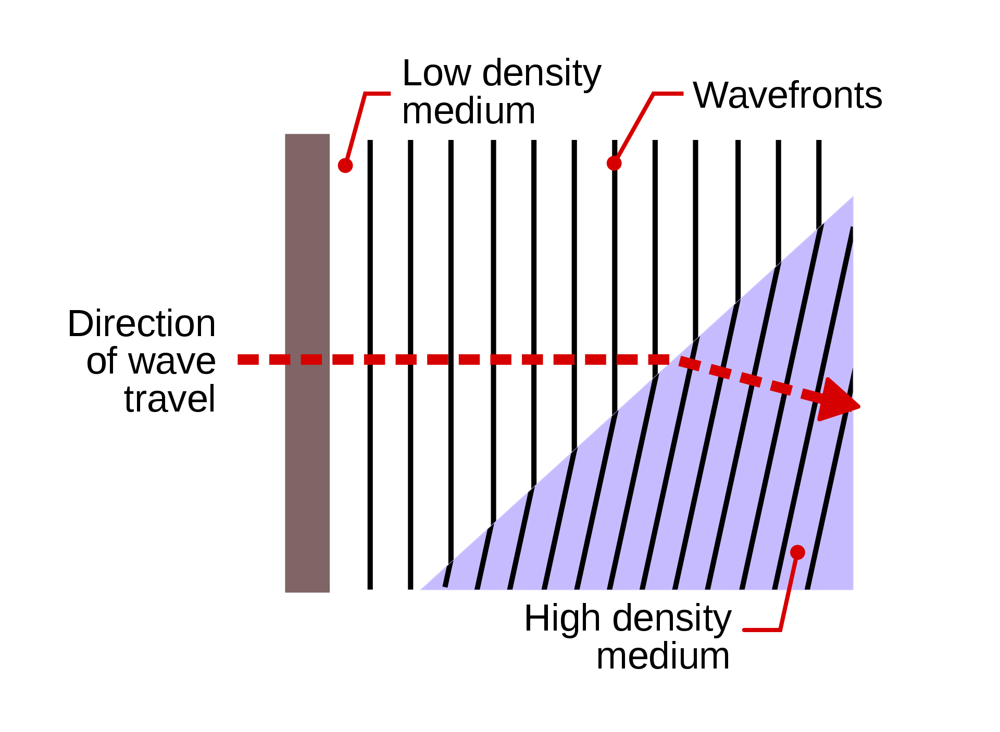 Low density
medium
Wavefronts
Direction
of wave
travel
High density
medium